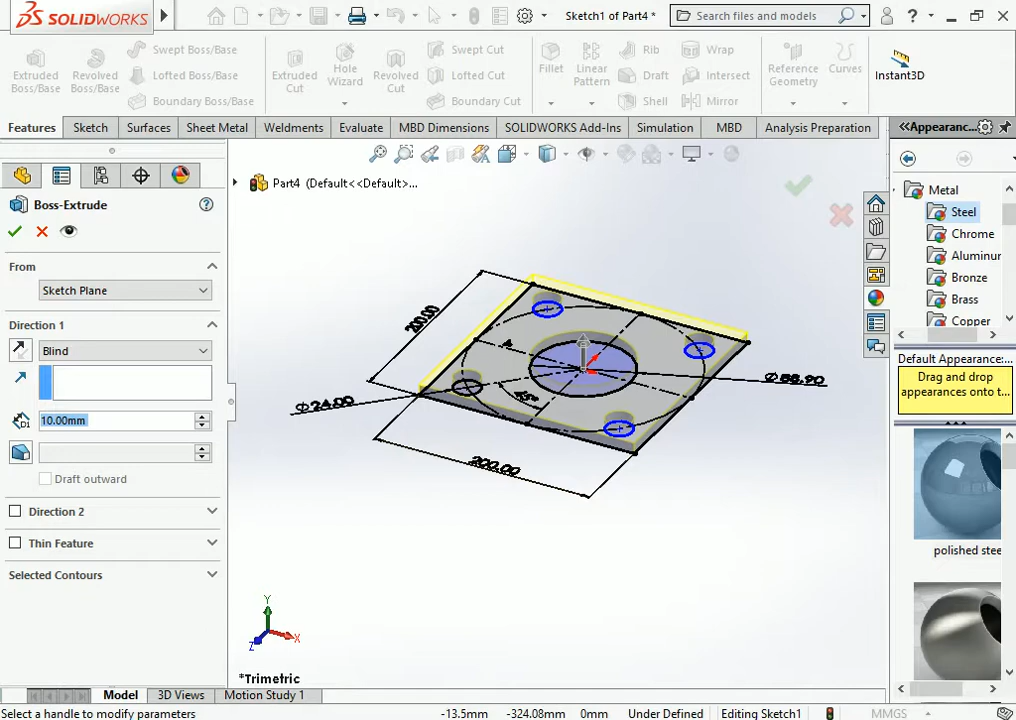 SOLIDWORKS
Sketch1 of Part4 *
Search files and models
Extruded Boss/Base
Revolved Boss/Base
Swept Boss/Base
Lofted Boss/Base
Boundary Boss/Base
Extruded Cut
Hole Wizard
Revolved Cut
Swept Cut
Lofted Cut
Boundary Cut
Fillet
Linear Pattern
Rib
Draft
Shell
Wrap
Intersect
Mirror
Reference Geometry
Curves
Instant3D
Features
Sketch
Surfaces
Sheet Metal
Weldments
Evaluate
MBD Dimensions
SOLIDWORKS Add-Ins
Simulation
MBD
Analysis Preparation
Boss-Extrude
From
Sketch Plane
Direction 1
Blind
D1
10.00mm
Draft outward
Direction 2
Thin Feature
Selected Contours
Part4 (Default<<Default>...
200.00
4
Ø24.00
45°
200.00
Y
X
Z
*Trimetric
<<Appearanc...
Metal
Steel
Chrome
Aluminur
Bronze
Brass
Copper
Default Appearance:...
Drag and drop
appearances onto t...
polished stee
Model
3D Views
Motion Study 1
Select a handle to modify parameters
-13.5mm
-324.08mm
0mm
Under Defined
Editing Sketch1
MMGS